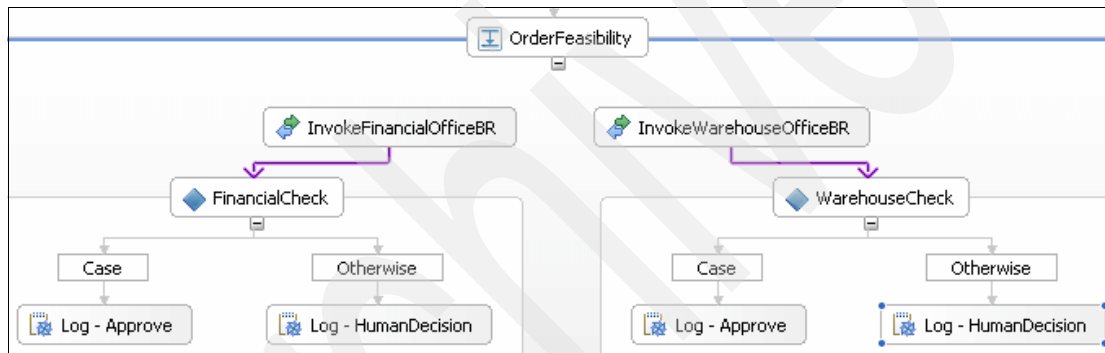 OrderFeasibility
InvokeFinancialOfficeBR InvokeWarehouseOfficeBR
FinancialCheck WarehouseCheck
Case Otherwise Case Otherwise
Log - Approve Log - HumanDecision Log - Approve Log - HumanDecision